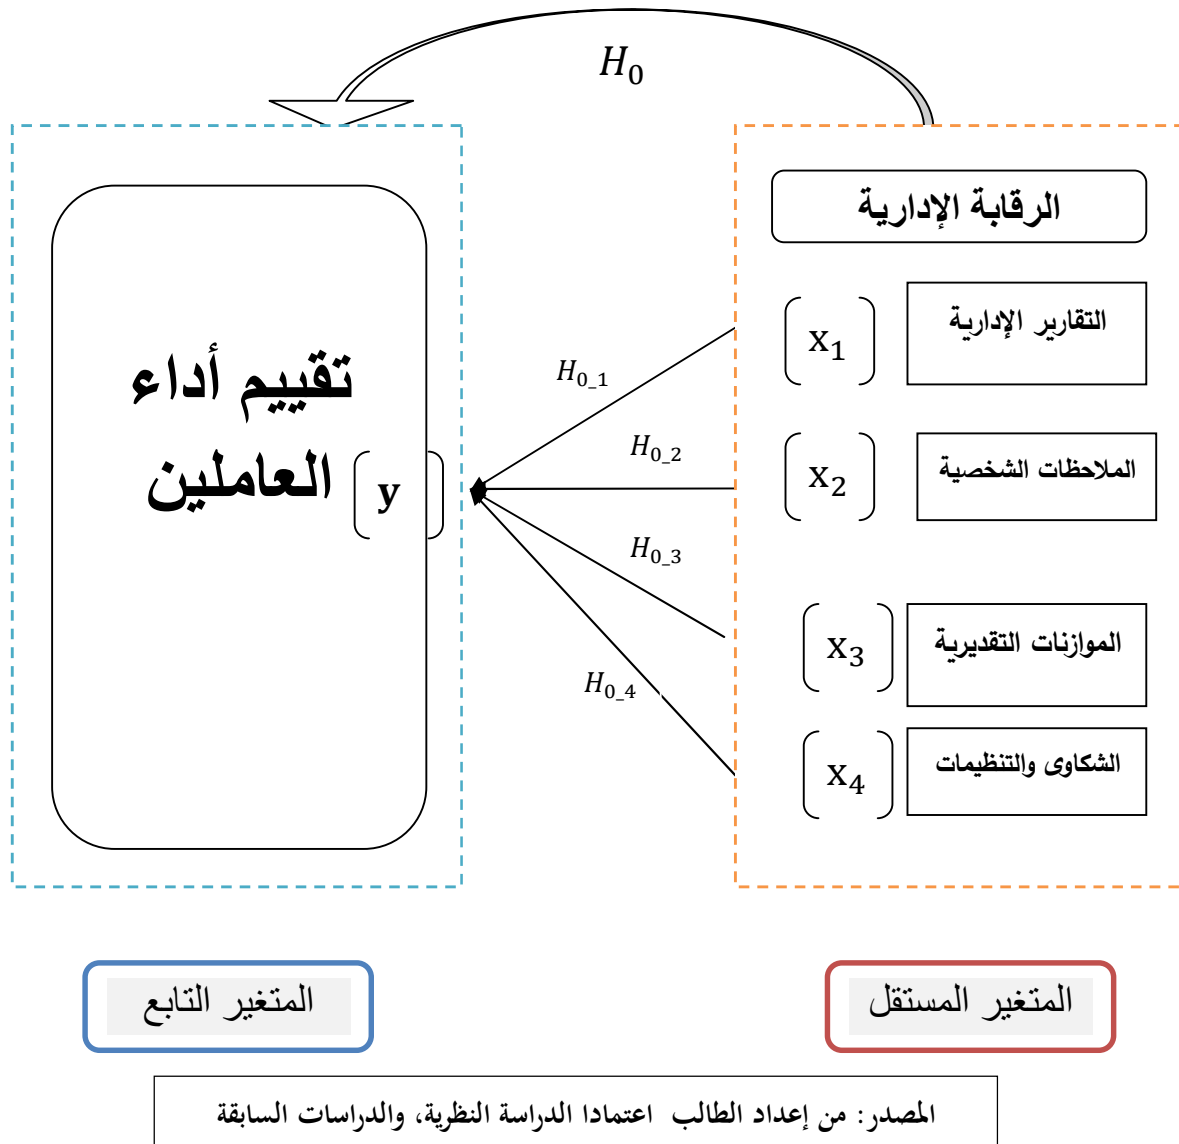 H₀
الرقابة الإدارية
التقارير الإدارية
x₁
H₀_₁
الملاحظات الشخصية
x₂
H₀_₂
تقييم أداء
العاملين
y
H₀_₃
الموازنات التقديرية
x₃
H₀_₄
الشكاوى والتنظيمات
x₄
المتغير المستقل
المتغير التابع
المصدر: من إعداد الطالب اعتمادا الدراسة النظرية، والدراسات السابقة